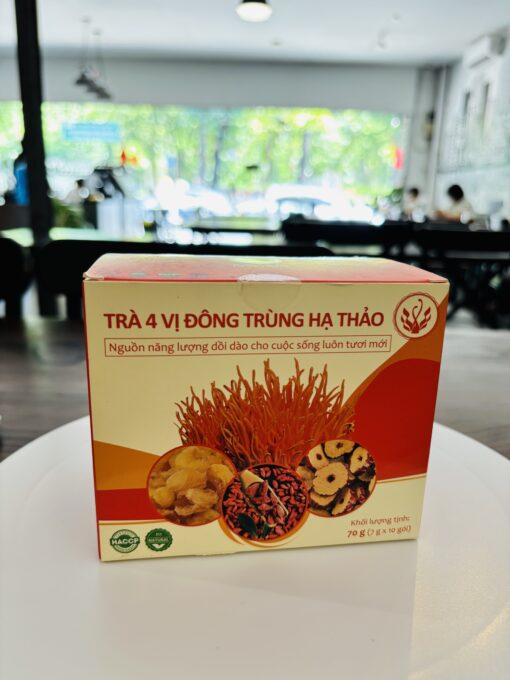 TRÀ 4 VỊ ĐÔNG TRÙNG HẠ THẢO
Nguồn năng lượng dồi dào cho cuộc sống luôn tươi mới
Khối lượng tịnh:
70 g (7 g x 10 gói)
HACCP
NATURAL